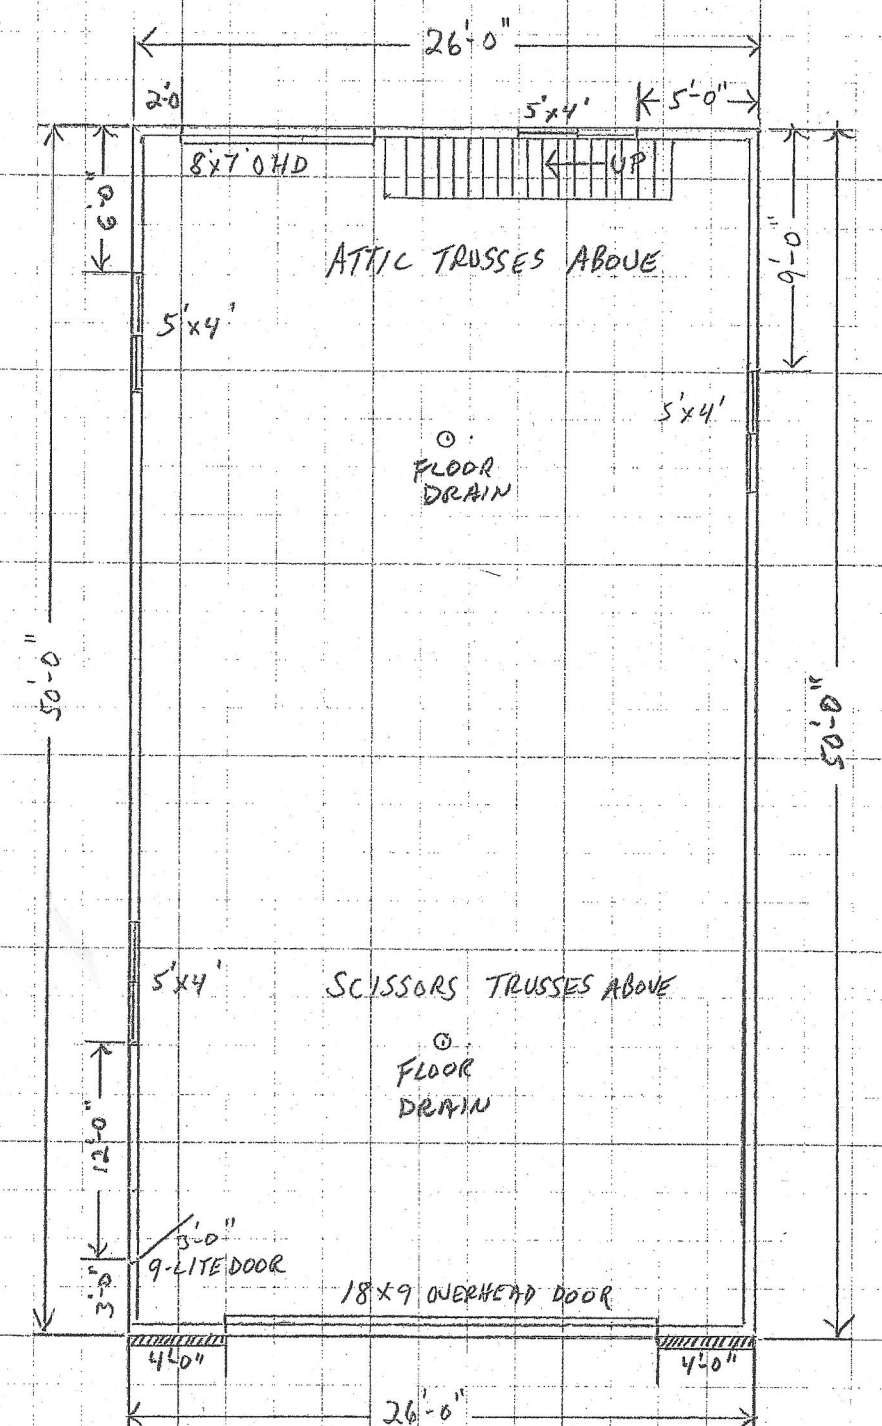 26'-0"
2'-0
5'x4'
5'-0"
8'x7' OHD
UP
6'-0"
ATTIC TRUSSES ABOVE
9'-0"
5'x4'
5'x4'
FLOOR
DRAIN
50'-0"
50'-0"
5'x4'
SCISSORS TRUSSES ABOVE
FLOOR
DRAIN
12'-0"
3'-0"
9-LITE DOOR
3'-0"
18x9 OVERHEAD DOOR
4'-0"
4'-0"
26'-0"